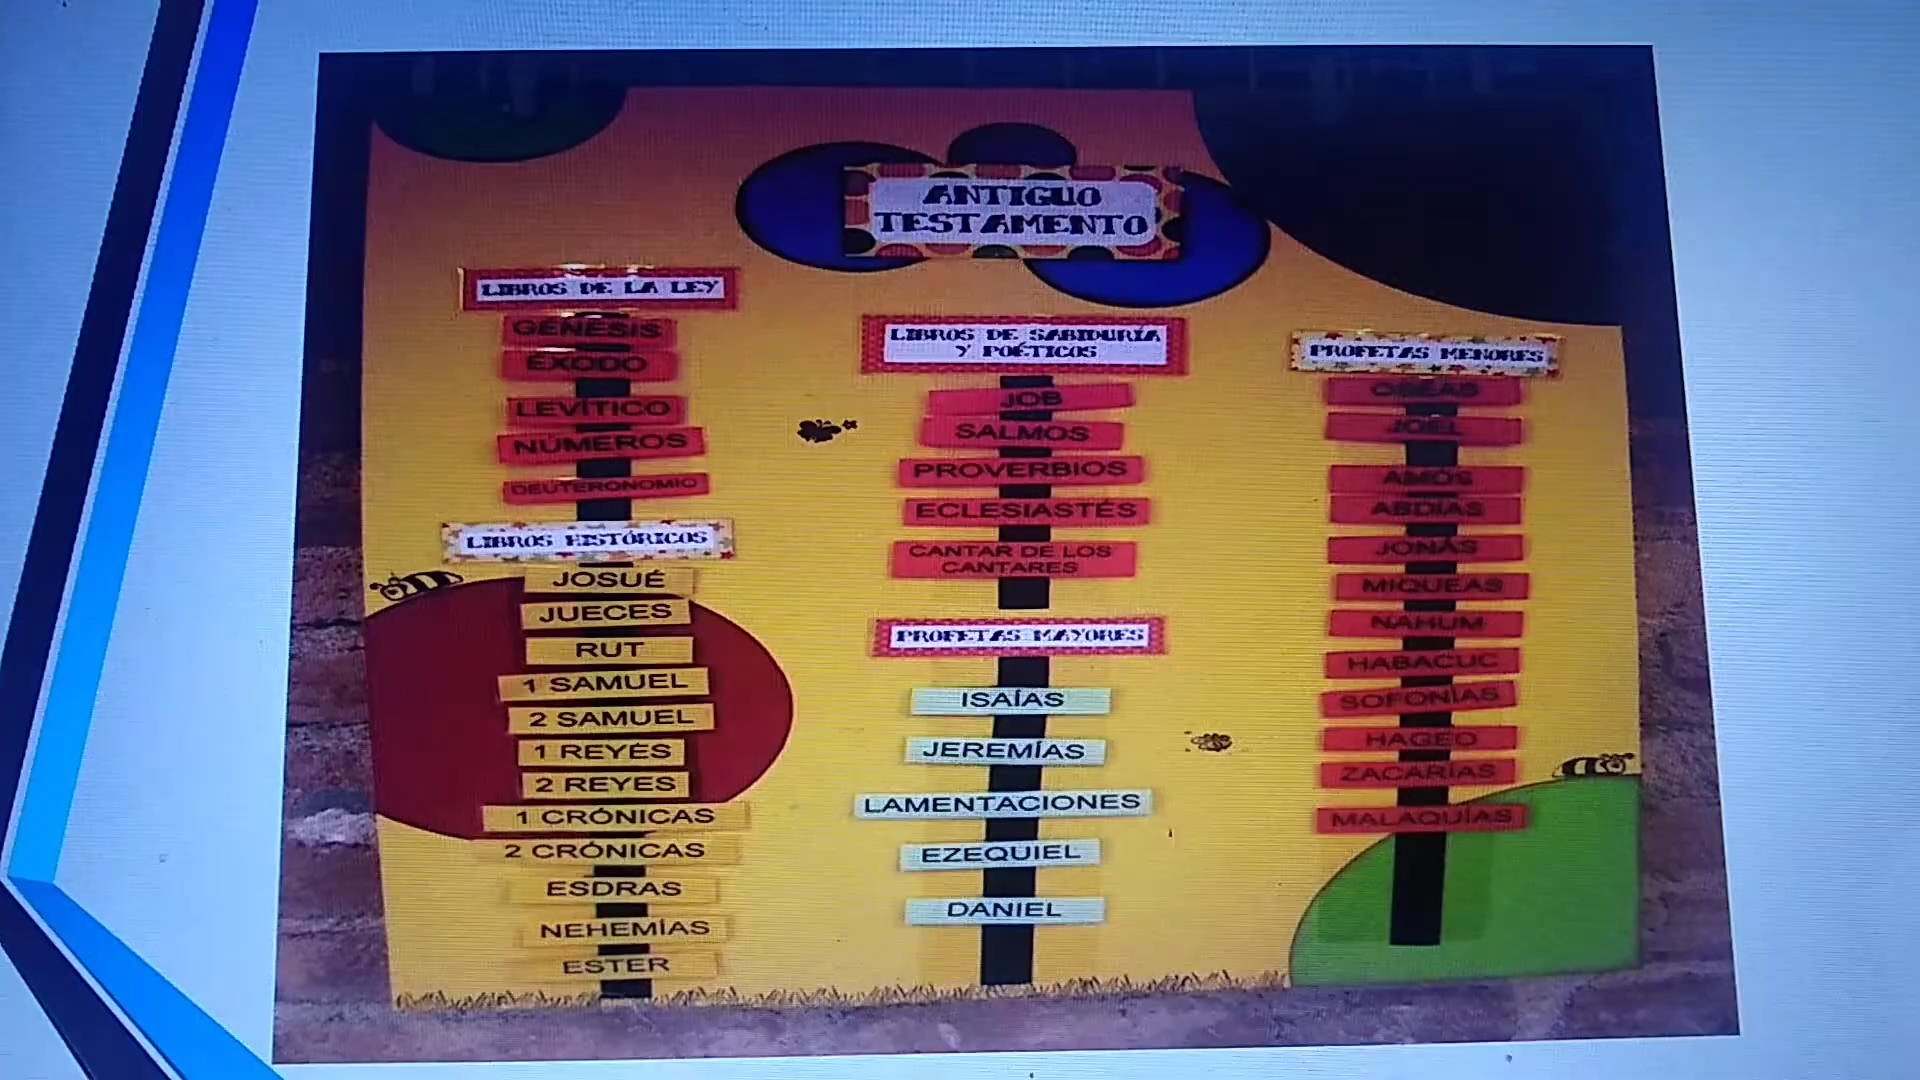 ANTIGUO
TESTAMENTO
LIBROS DE LA LEY
GÉNESIS
ÉXODO
LEVÍTICO
NÚMEROS
DEUTERONOMIO
LIBROS HISTÓRICOS
JOSUÉ
JUECES
RUT
1 SAMUEL
2 SAMUEL
1 REYES
2 REYES
1 CRÓNICAS
2 CRÓNICAS
ESDRAS
NEHEMÍAS
ESTER
LIBROS DE SABIDURÍA
Y POÉTICOS
JOB
SALMOS
PROVERBIOS
ECLESIASTÉS
CANTAR DE LOS
CANTARES
PROFETAS MAYORES
ISAÍAS
JEREMÍAS
LAMENTACIONES
EZEQUIEL
DANIEL
PROFETAS MENORES
OSEAS
JOEL
AMÓS
ABDÍAS
JONÁS
MIQUEAS
NAHUM
HABACUC
SOFONÍAS
HAGEO
ZACARÍAS
MALAQUÍAS